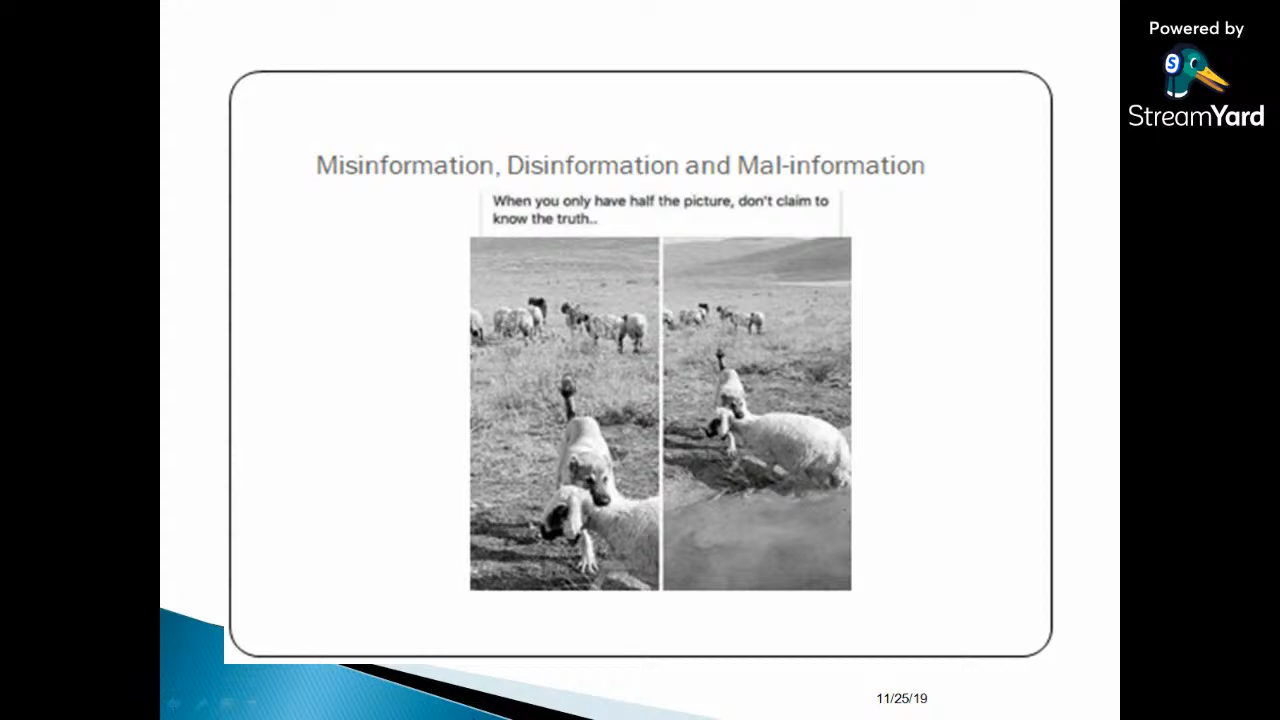 Powered by
S
StreamYard
Misinformation, Disinformation and Mal-information
When you only have half the picture, don't claim to
know the truth..
11/25/19